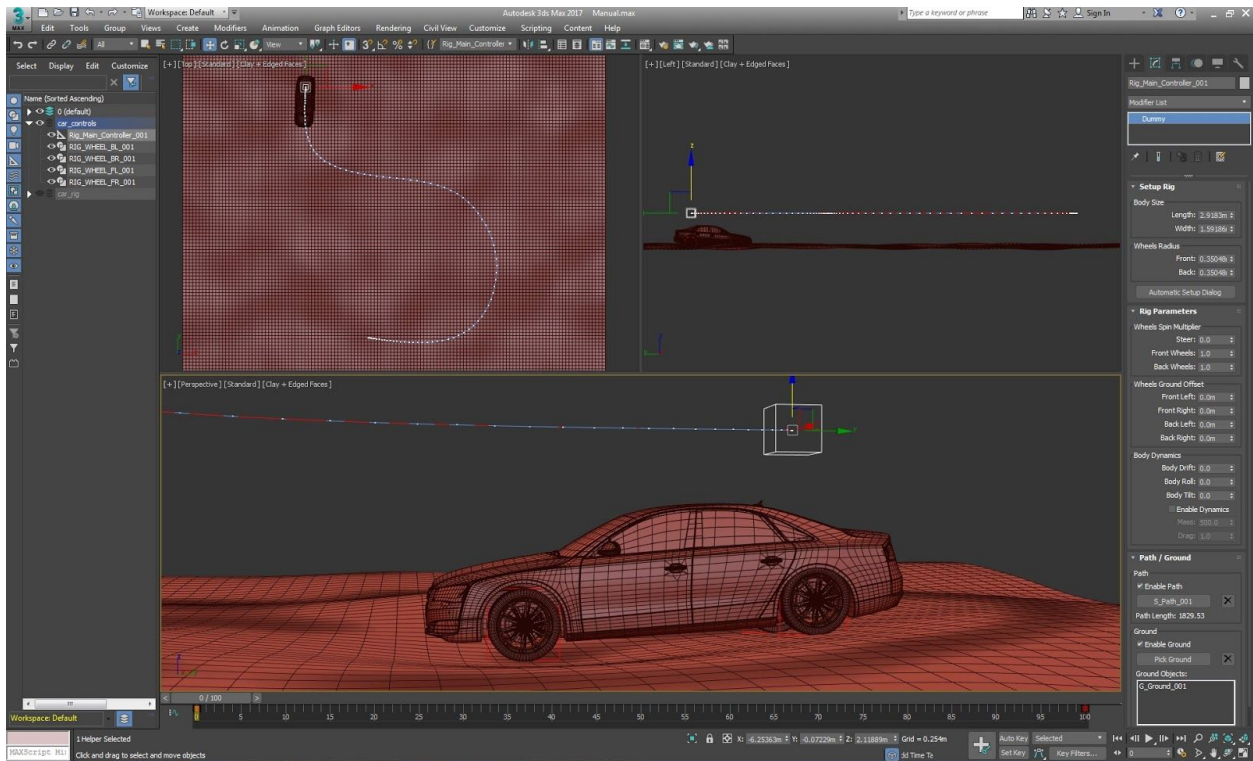 Workspace: Default
Autodesk 3ds Max 2017 Manual.max
Type a keyword or phrase
Sign In
MAX
Edit Tools Group Views Create Modifiers Animation Graph Editors Rendering Civil View Customize Scripting Content Help
All
View
Rig_Main_Controller
Select Display Edit Customize
Name (Sorted Ascending)
0 (default)
car_controls
Rig_Main_Controller_001
RIG_WHEEL_BL_001
RIG_WHEEL_BR_001
RIG_WHEEL_FL_001
RIG_WHEEL_FR_001
car_rig
[+] [Top] [Standard] [Clay + Edged Faces]
[+] [Left] [Standard] [Clay + Edged Faces]
[+] [Perspective] [Standard] [Clay + Edged Faces]
Rig_Main_Controller_001
Modifier List
Dummy
Setup Rig
Body Size
Length: 2.9183m
Width: 1.5918
Wheels Radius
Front: 0.3504
Back: 0.3504
Automatic Setup Dialog
Rig Parameters
Wheels Spin Multiplier
Steer: 0.0
Front Wheels: 1.0
Back Wheels: 1.0
Wheels Ground Offset
Front Left: 0.0m
Front Right: 0.0m
Back Left: 0.0m
Back Right: 0.0m
Body Dynamics
Body Drift: 0.0
Body Roll: 0.0
Body Tilt: 0.0
Enable Dynamics
Mass: 500.0
Drag: 1.0
Path / Ground
Path
Enable Path
S_Path_001
Path Length: 1829.53
Ground
Enable Ground
Pick Ground
Ground Objects:
G_Ground_001
0 / 100
0 5 10 15 20 25 30 35 40 45 50 55 60 65 70 75 80 85 90 95 100
Workspace: Default
1 Helper Selected
MAXScript Mi
Click and drag to select and move objects
X: -6.25363m Y: -0.07229m Z: 2.11889m Grid = 0.254m
Auto Key Selected
Set Key Key Filters...
0